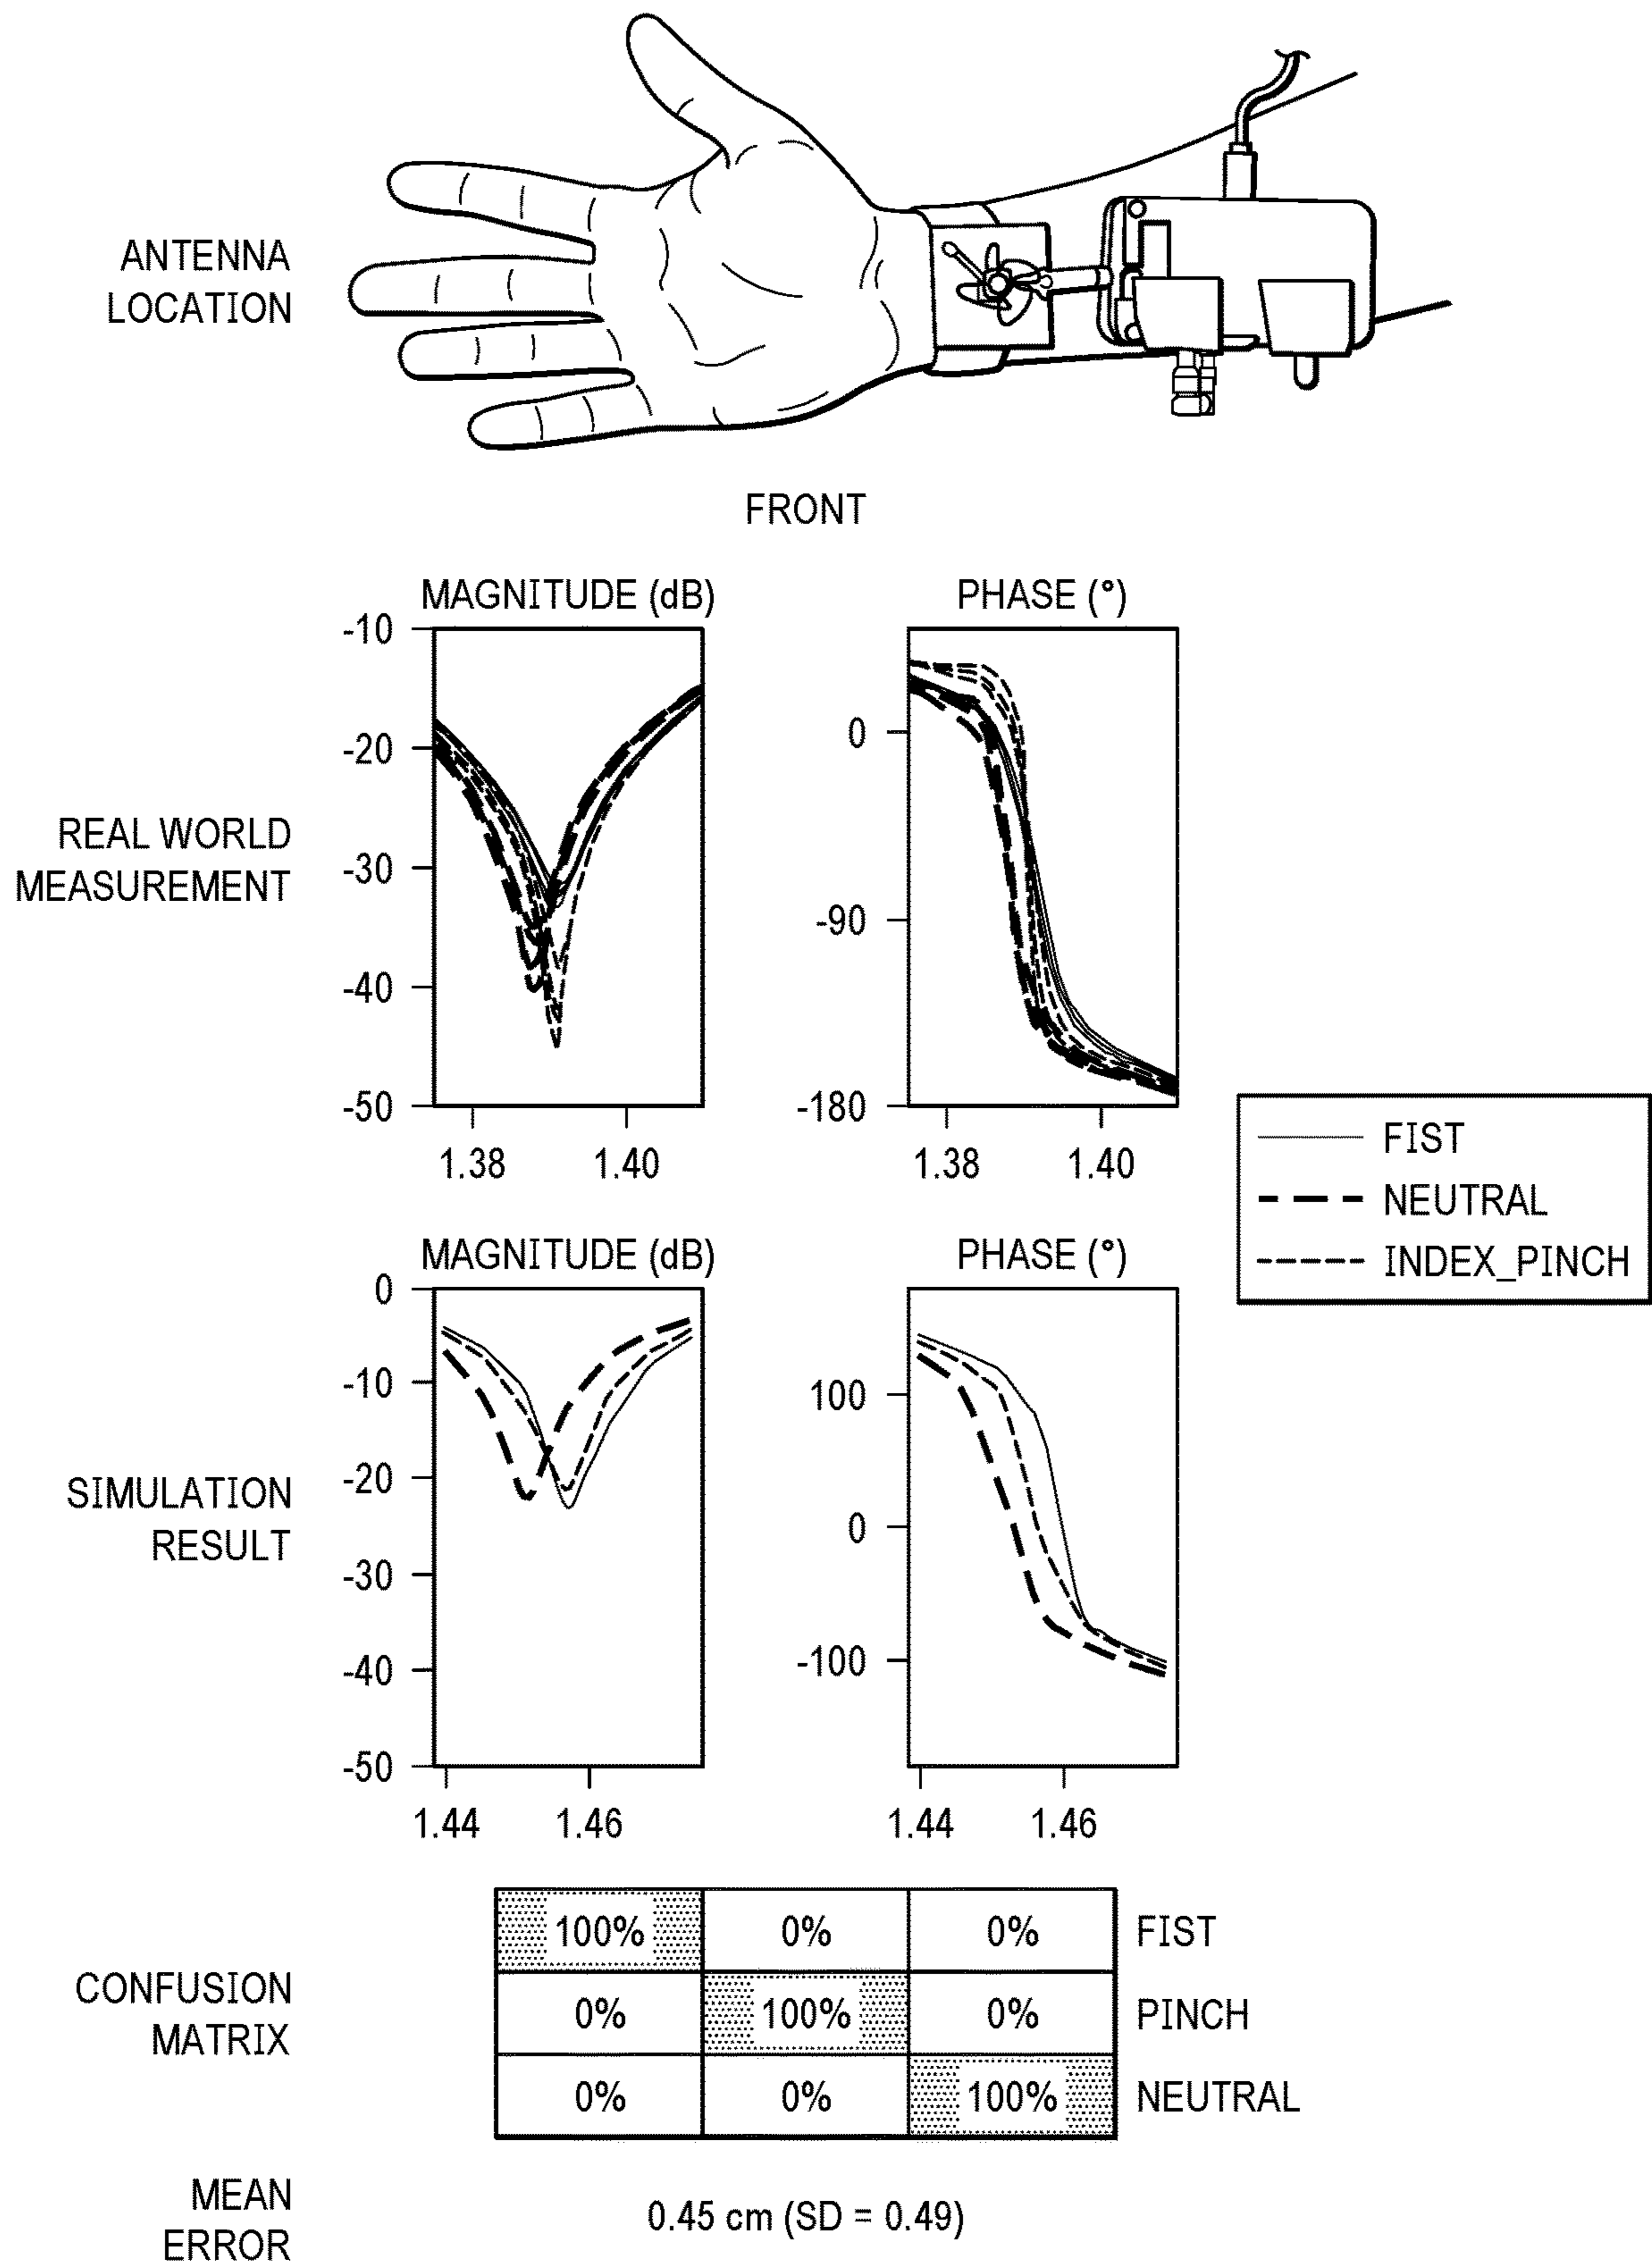 ANTENNA
LOCATION
FRONT
MAGNITUDE (dB)
PHASE (°)
-10
-20
-30
-40
-50
0
-90
-180
1.38
1.40
1.38
1.40
REAL WORLD
MEASUREMENT
FIST
NEUTRAL
INDEX_PINCH
MAGNITUDE (dB)
PHASE (°)
0
-10
-20
-30
-40
-50
100
0
-100
1.44
1.46
1.44
1.46
SIMULATION
RESULT
CONFUSION
MATRIX
100% 0% 0% FIST
0% 100% 0% PINCH
0% 0% 100% NEUTRAL
MEAN
ERROR
0.45 cm (SD = 0.49)